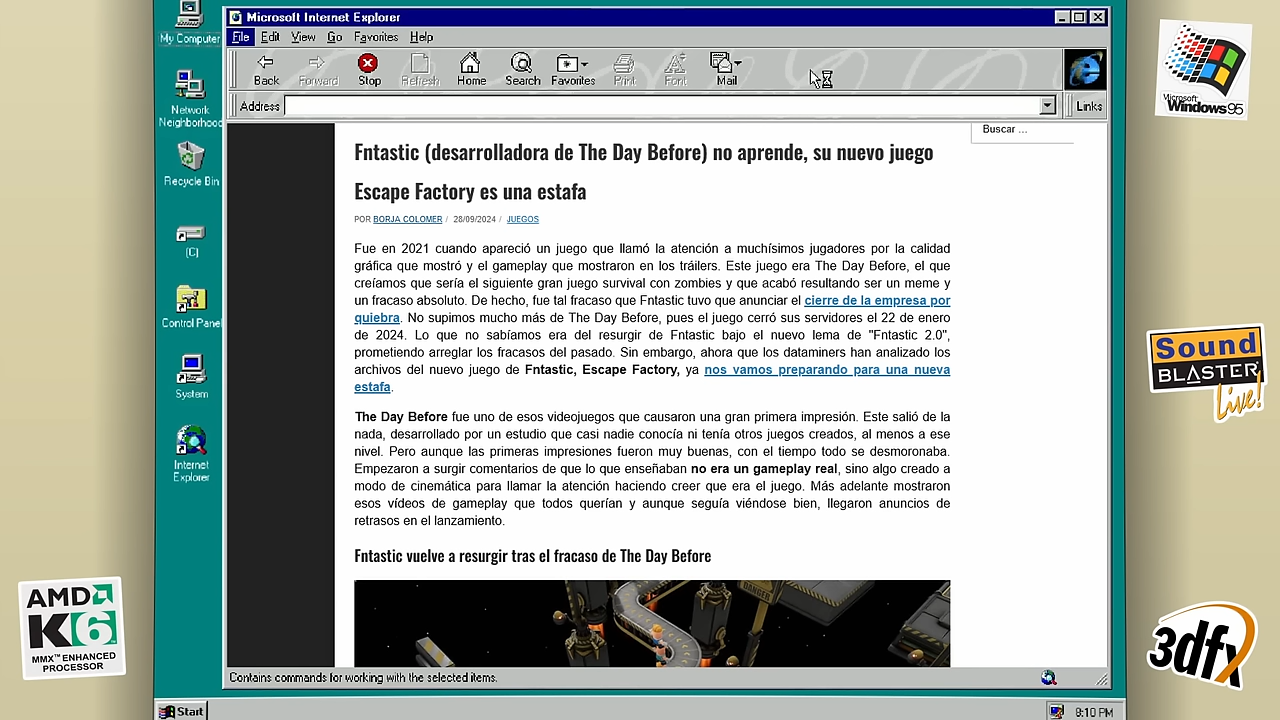 My Computer
Network
Neighborhood
Recycle Bin
(C)
Control Panel
System
Internet
Explorer
Microsoft Internet Explorer
File Edit View Go Favorites Help
Back Forward Stop Refresh Home Search Favorites Print Font Mail
Address
Links
Buscar ...
Fntastic (desarrolladora de The Day Before) no aprende, su nuevo juego
Escape Factory es una estafa
POR BORJA COLOMER / 28/09/2024 / JUEGOS
Fue en 2021 cuando apareció un juego que llamó la atención a muchísimos jugadores por la calidad
gráfica que mostró y el gameplay que mostraron en los tráilers. Este juego era The Day Before, el que
creíamos que sería el siguiente gran juego survival con zombies y que acabó resultando ser un meme y
un fracaso absoluto. De hecho, fue tal fracaso que Fntastic tuvo que anunciar el cierre de la empresa por
quiebra. No supimos mucho más de The Day Before, pues el juego cerró sus servidores el 22 de enero
de 2024. Lo que no sabíamos era del resurgir de Fntastic bajo el nuevo lema de "Fntastic 2.0",
prometiendo arreglar los fracasos del pasado. Sin embargo, ahora que los dataminers han analizado los
archivos del nuevo juego de Fntastic, Escape Factory, ya nos vamos preparando para una nueva
estafa.
The Day Before fue uno de esos videojuegos que causaron una gran primera impresión. Este salió de la
nada, desarrollado por un estudio que casi nadie conocía ni tenía otros juegos creados, al menos a ese
nivel. Pero aunque las primeras impresiones fueron muy buenas, con el tiempo todo se desmoronaba.
Empezaron a surgir comentarios de que lo que enseñaban no era un gameplay real, sino algo creado a
modo de cinemática para llamar la atención haciendo creer que era el juego. Más adelante mostraron
esos vídeos de gameplay que todos querían y aunque seguía viéndose bien, llegaron anuncios de
retrasos en el lanzamiento.
Fntastic vuelve a resurgir tras el fracaso de The Day Before
DANGER
Contains commands for working with the selected items.
Start
8:10 PM
Microsoft
Windows 95
Sound
BLASTER
Live!
AMD
K6
MMX™ ENHANCED
PROCESSOR
3dfx